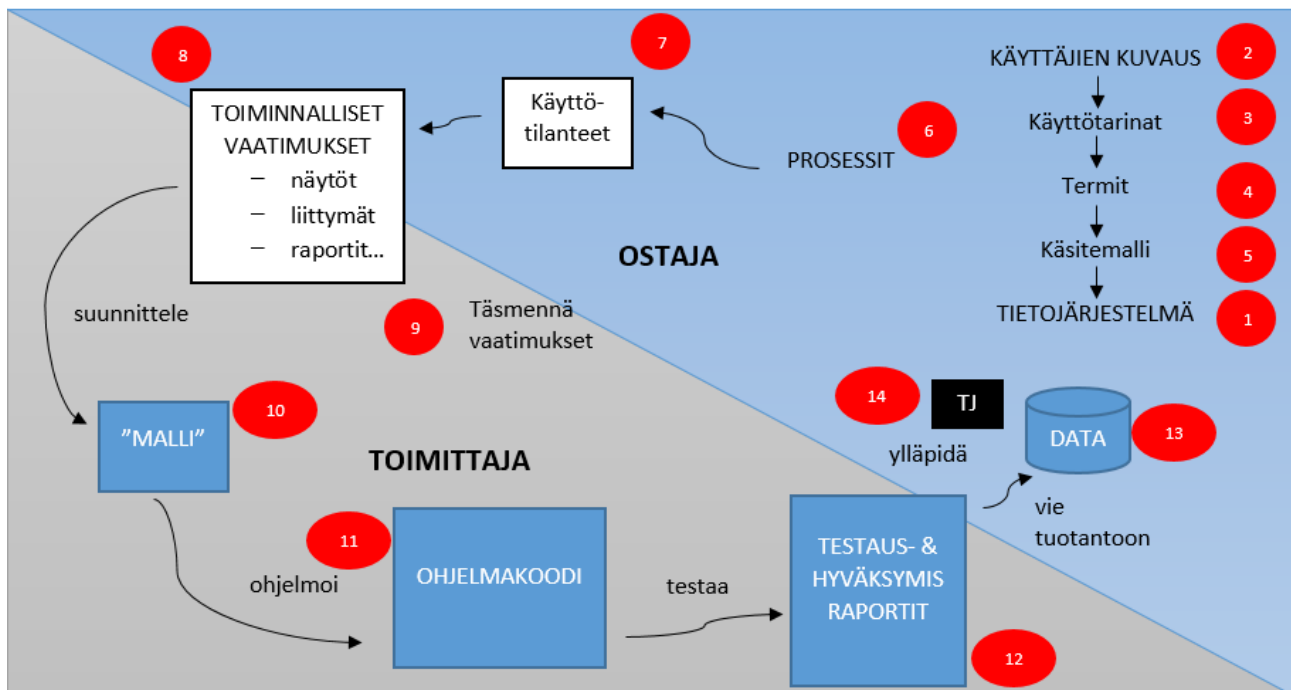 8
TOIMINNALLISET
VAATIMUKSET
– näytöt
– liittymät
– raportit...
7
Käyttö-
tilanteet
6
PROSESSIT
KÄYTTÄJIEN KUVAUS
2
Käyttötarinat
3
Termit
4
Käsitemalli
5
TIETOJÄRJESTELMÄ
1
OSTAJA
suunnittele
9
Täsmennä
vaatimukset
”MALLI”
10
TOIMITTAJA
14
TJ
ylläpidä
DATA
13
vie
tuotantoon
11
ohjelmoi
OHJELMAKOODI
testaa
TESTAUS- &
HYVÄKSYMIS
RAPORTIT
12